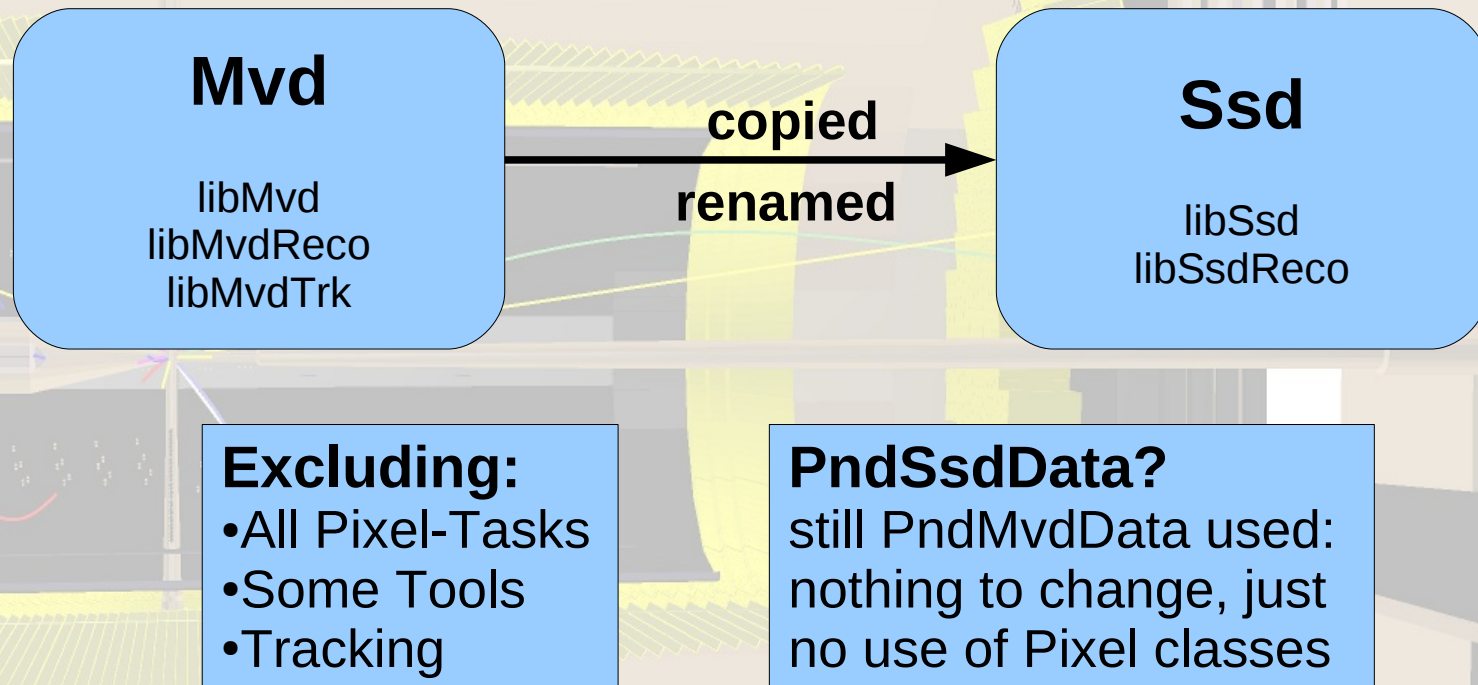 Mvd
libMvd
libMvdReco
libMvdTrk
copied
renamed
Ssd
libSsd
libSsdReco
Excluding:
•All Pixel-Tasks
•Some Tools
•Tracking
PndSsdData?
still PndMvdData used:
nothing to change, just
no use of Pixel classes